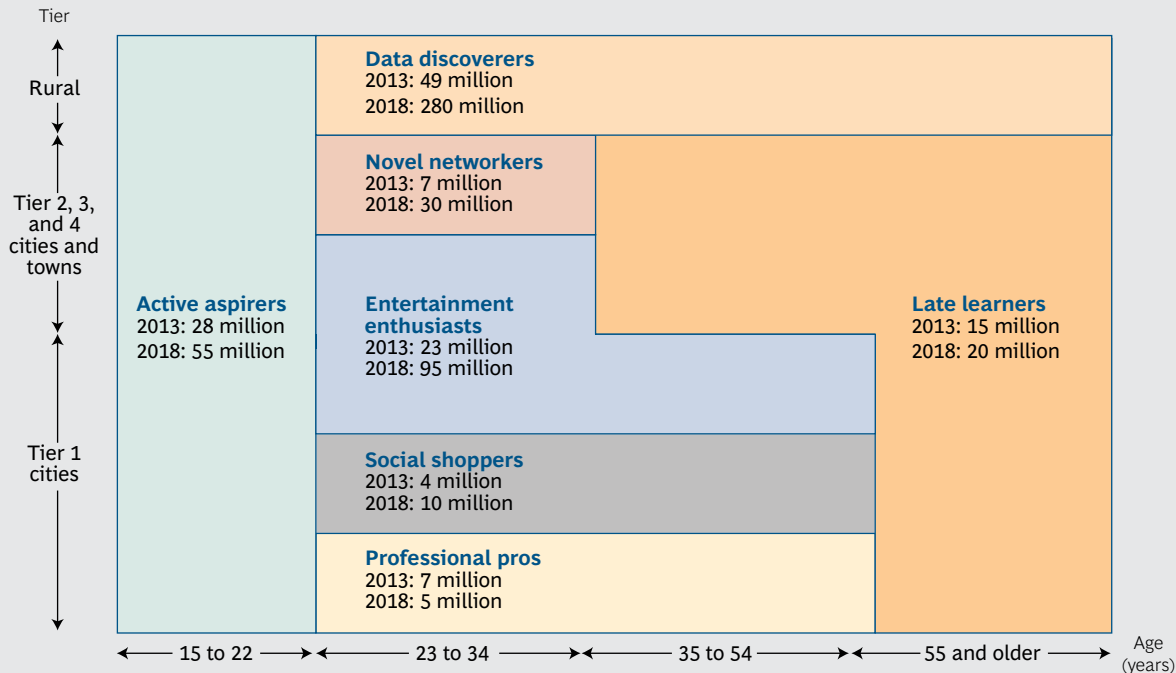 Tier
Rural
Tier 2, 3,
and 4
cities and
towns
Tier 1
cities
Data discoverers
2013: 49 million
2018: 280 million
Novel networkers
2013: 7 million
2018: 30 million
Active aspirers
2013: 28 million
2018: 55 million
Entertainment
enthusiasts
2013: 23 million
2018: 95 million
Late learners
2013: 15 million
2018: 20 million
Social shoppers
2013: 4 million
2018: 10 million
Professional pros
2013: 7 million
2018: 5 million
15 to 22
23 to 34
35 to 54
55 and older
Age
(years)